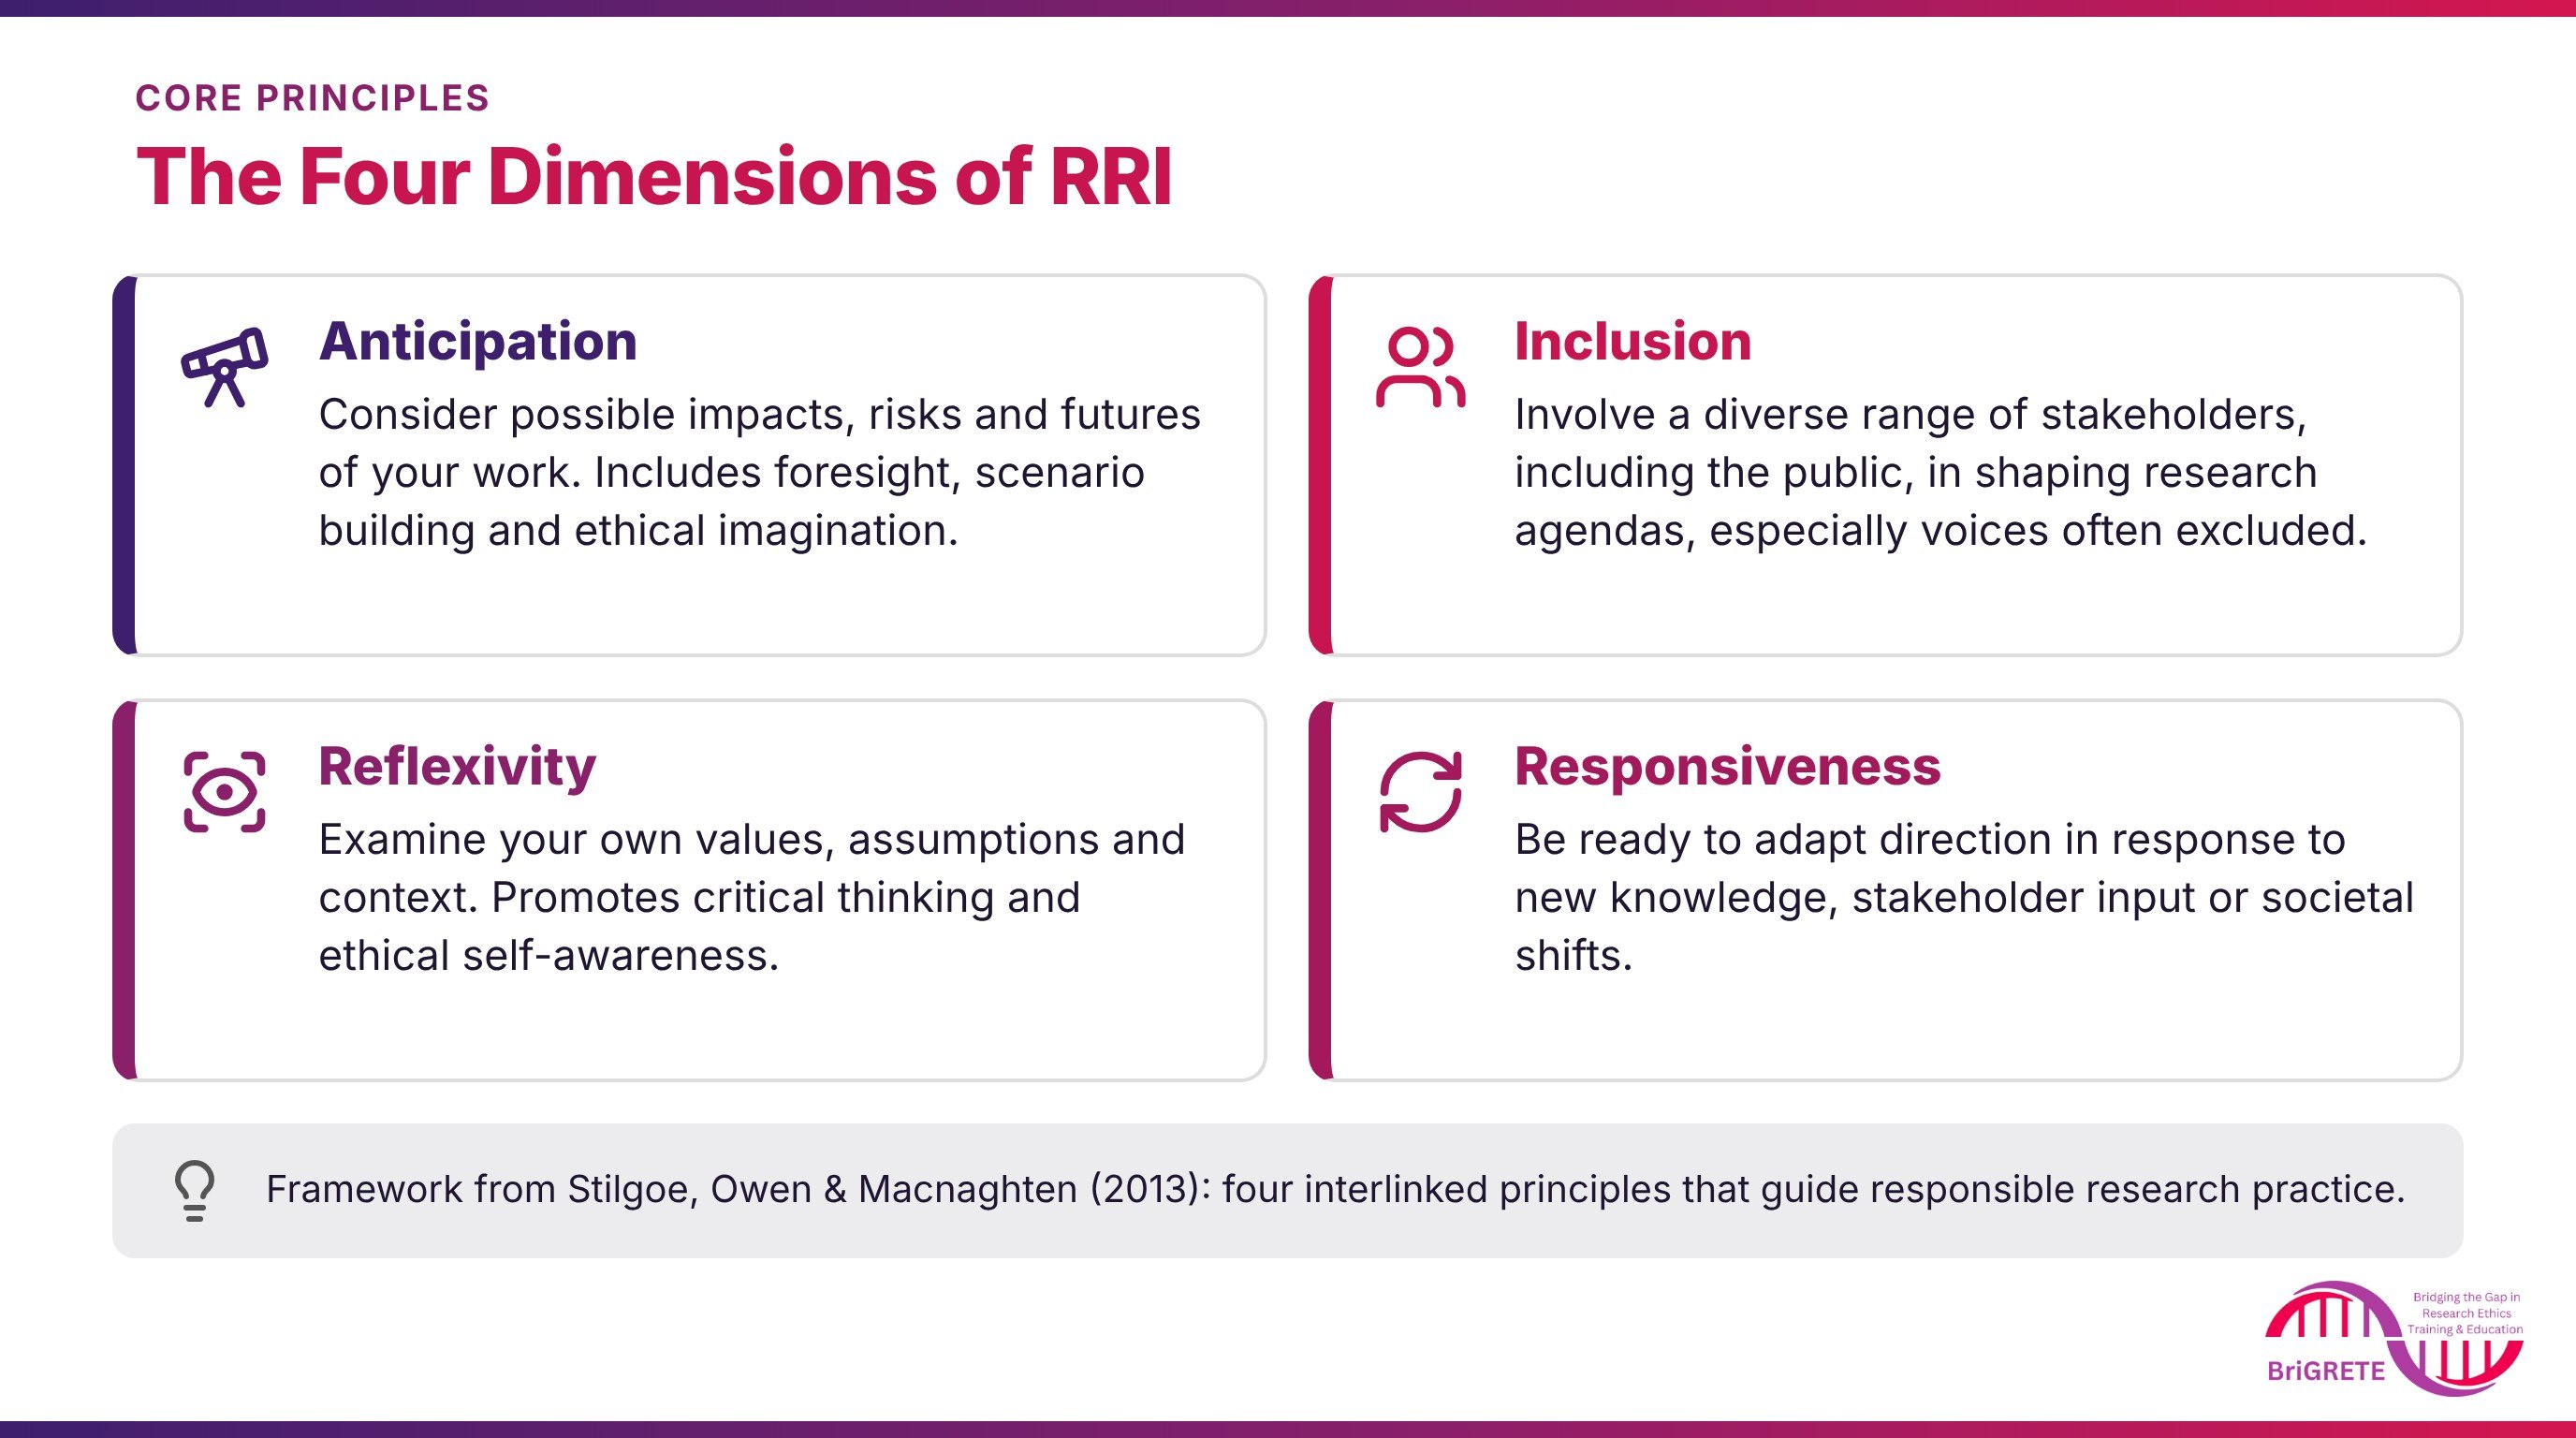 CORE PRINCIPLES
The Four Dimensions of RRI
Anticipation
Consider possible impacts, risks and futures
of your work. Includes foresight, scenario
building and ethical imagination.
Inclusion
Involve a diverse range of stakeholders,
including the public, in shaping research
agendas, especially voices often excluded.
Reflexivity
Examine your own values, assumptions and
context. Promotes critical thinking and
ethical self-awareness.
Responsiveness
Be ready to adapt direction in response to
new knowledge, stakeholder input or societal
shifts.
Framework from Stilgoe, Owen & Macnaghten (2013): four interlinked principles that guide responsible research practice.
Bridging the Gap in
Research Ethics
Training & Education
BriGRETE